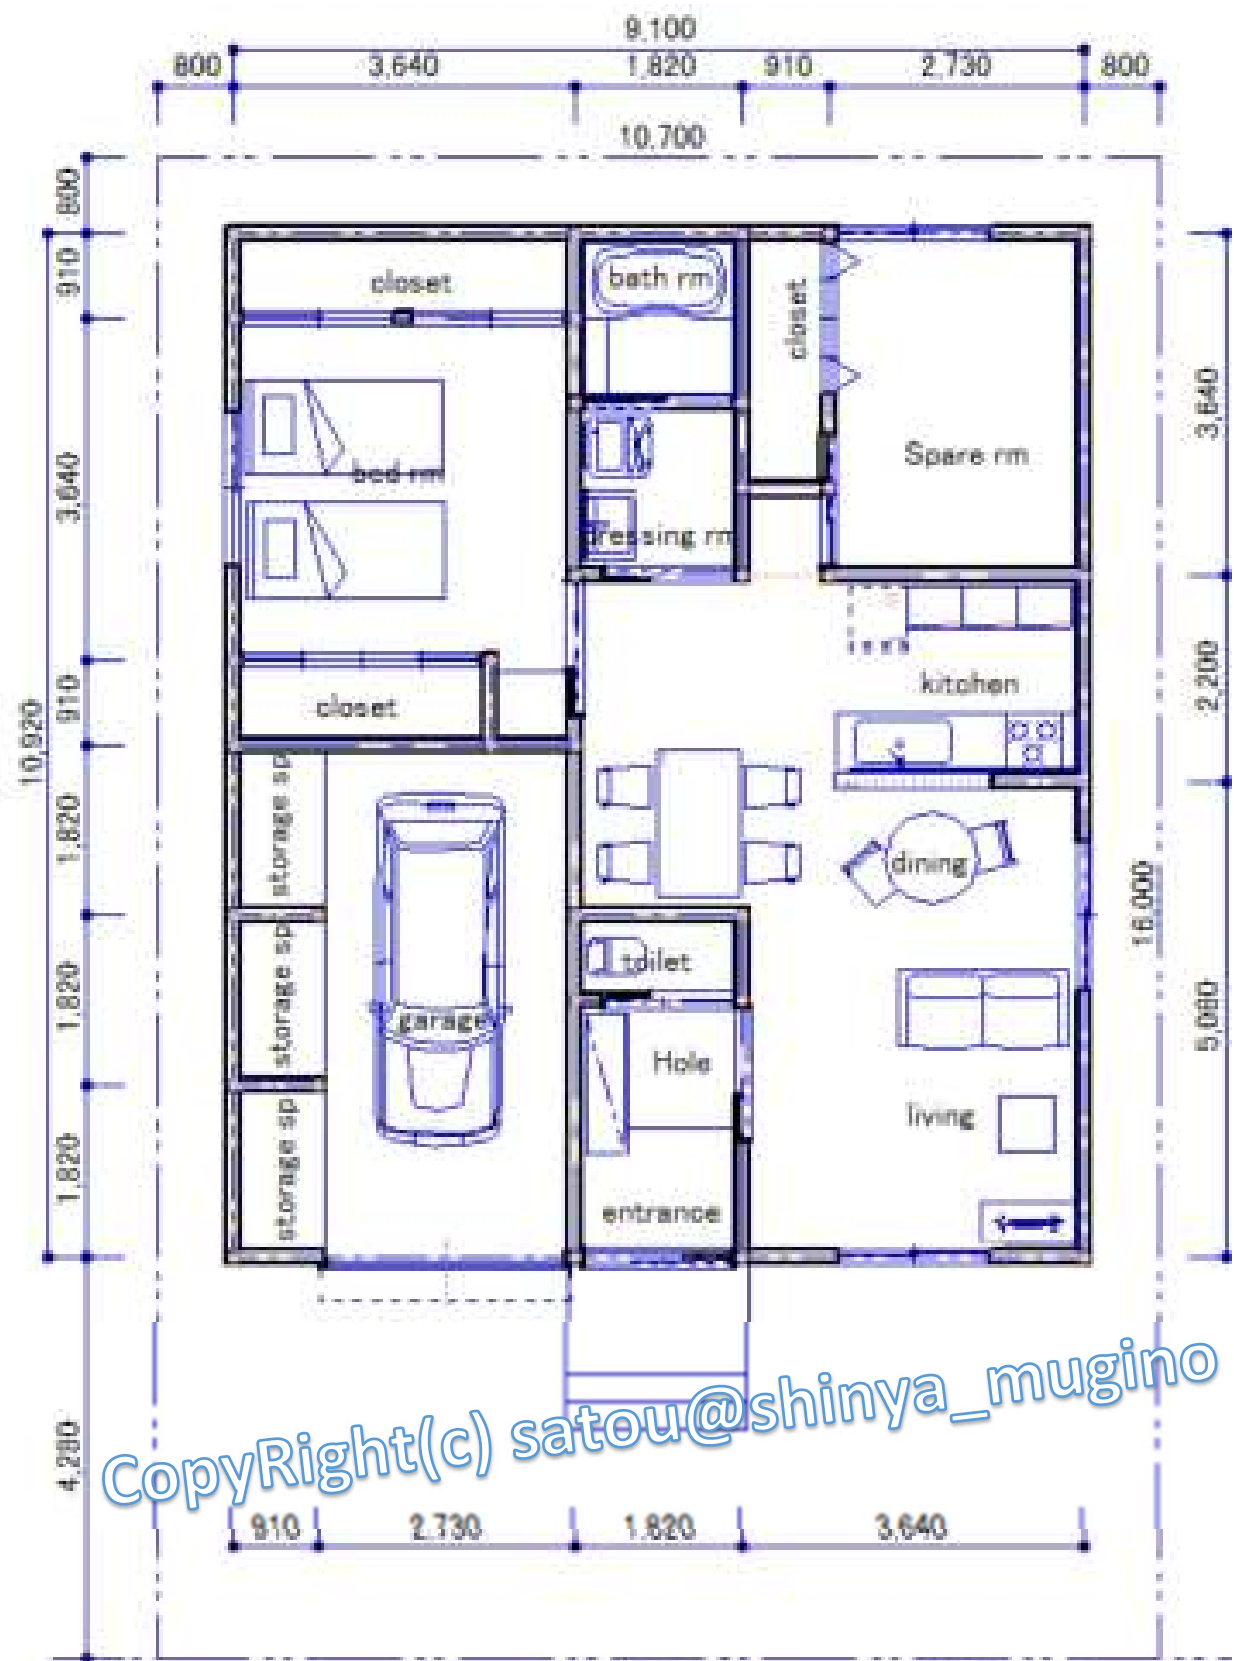 9.100
800
3.640
1.820
910
2.730
800
10.700
800
910
3.640
910
10.920
1.820
1.820
1.820
4.280
3,640
2,200
5,080
16.000
closet
bath rm
closet
bed rm
Spare rm
closet
kitchen
storage sp
dining
toilet
storage sp
garage
Hole
living
storage sp
entrance
CopyRight(c) satou@shinya_mugino
910
2.730
1.820
3,640